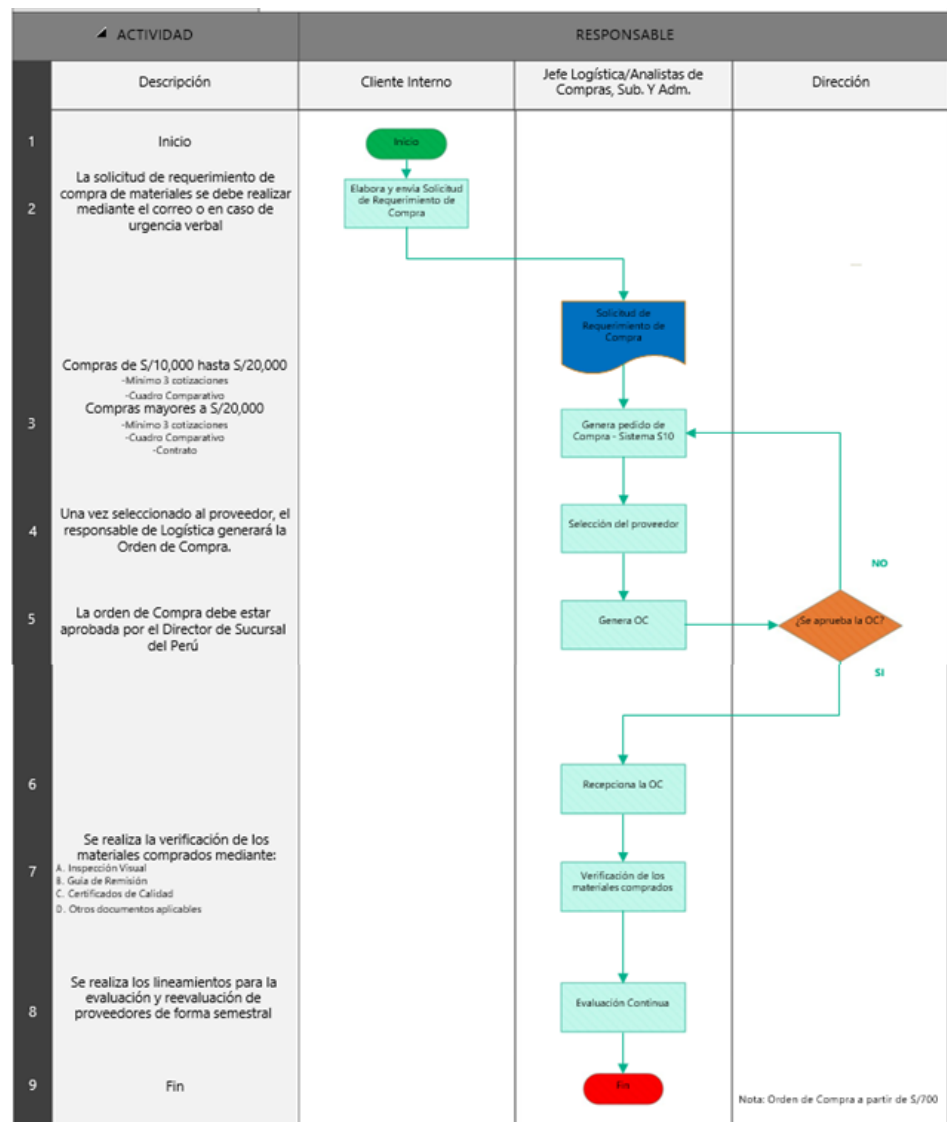 ACTIVIDAD
RESPONSABLE
Descripción
Cliente Interno
Jefe Logística/Analistas de
Compras, Sub. Y Adm.
Dirección
1
Inicio
Inicio
2
La solicitud de requerimiento de
compra de materiales se debe realizar
mediante el correo o en caso de
urgencia verbal
Elabora y envía Solicitud
de Requerimiento de
Compra
Solicitud de
Requerimiento de
Compra
3
Compras de S/10,000 hasta S/20,000
-Mínimo 3 cotizaciones
-Cuadro Comparativo
Compras mayores a S/20,000
-Mínimo 3 cotizaciones
-Cuadro Comparativo
-Contrato
Genera pedido de
Compra - Sistema S10
4
Una vez seleccionado al proveedor, el
responsable de Logística generará la
Orden de Compra.
Selección del proveedor
NO
5
La orden de Compra debe estar
aprobada por el Director de Sucursal
del Perú
Genera OC
¿Se aprueba la OC?
SI
6
Recepciona la OC
7
Se realiza la verificación de los
materiales comprados mediante:
A. Inspección Visual
B. Guía de Remisión
C. Certificados de Calidad
D. Otros documentos aplicables
Verificación de los
materiales comprados
8
Se realiza los lineamientos para la
evaluación y reevaluación de
proveedores de forma semestral
Evaluación Continua
9
Fin
Fin
Nota: Orden de Compra a partir de S/700